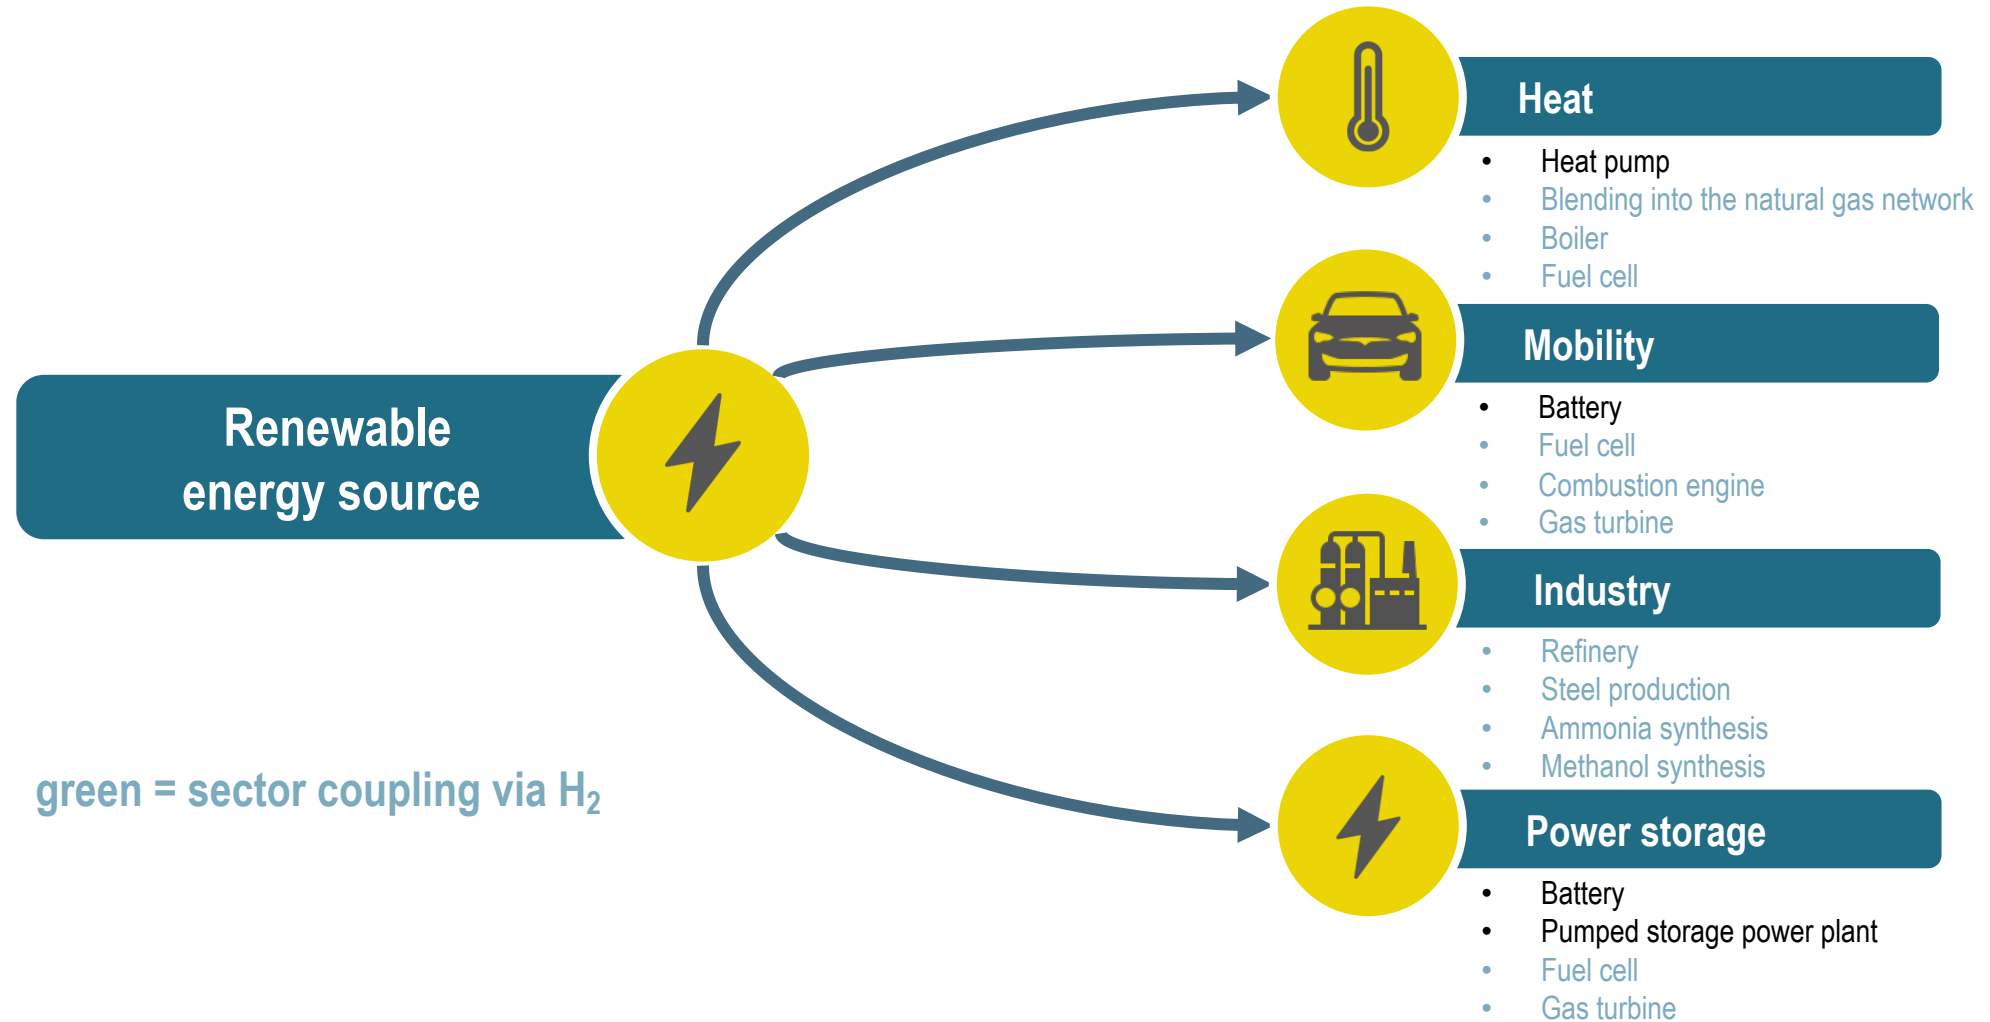 Renewable
energy source
green = sector coupling via H₂
Heat
• Heat pump
• Blending into the natural gas network
• Boiler
• Fuel cell
Mobility
• Battery
• Fuel cell
• Combustion engine
• Gas turbine
Industry
• Refinery
• Steel production
• Ammonia synthesis
• Methanol synthesis
Power storage
• Battery
• Pumped storage power plant
• Fuel cell
• Gas turbine